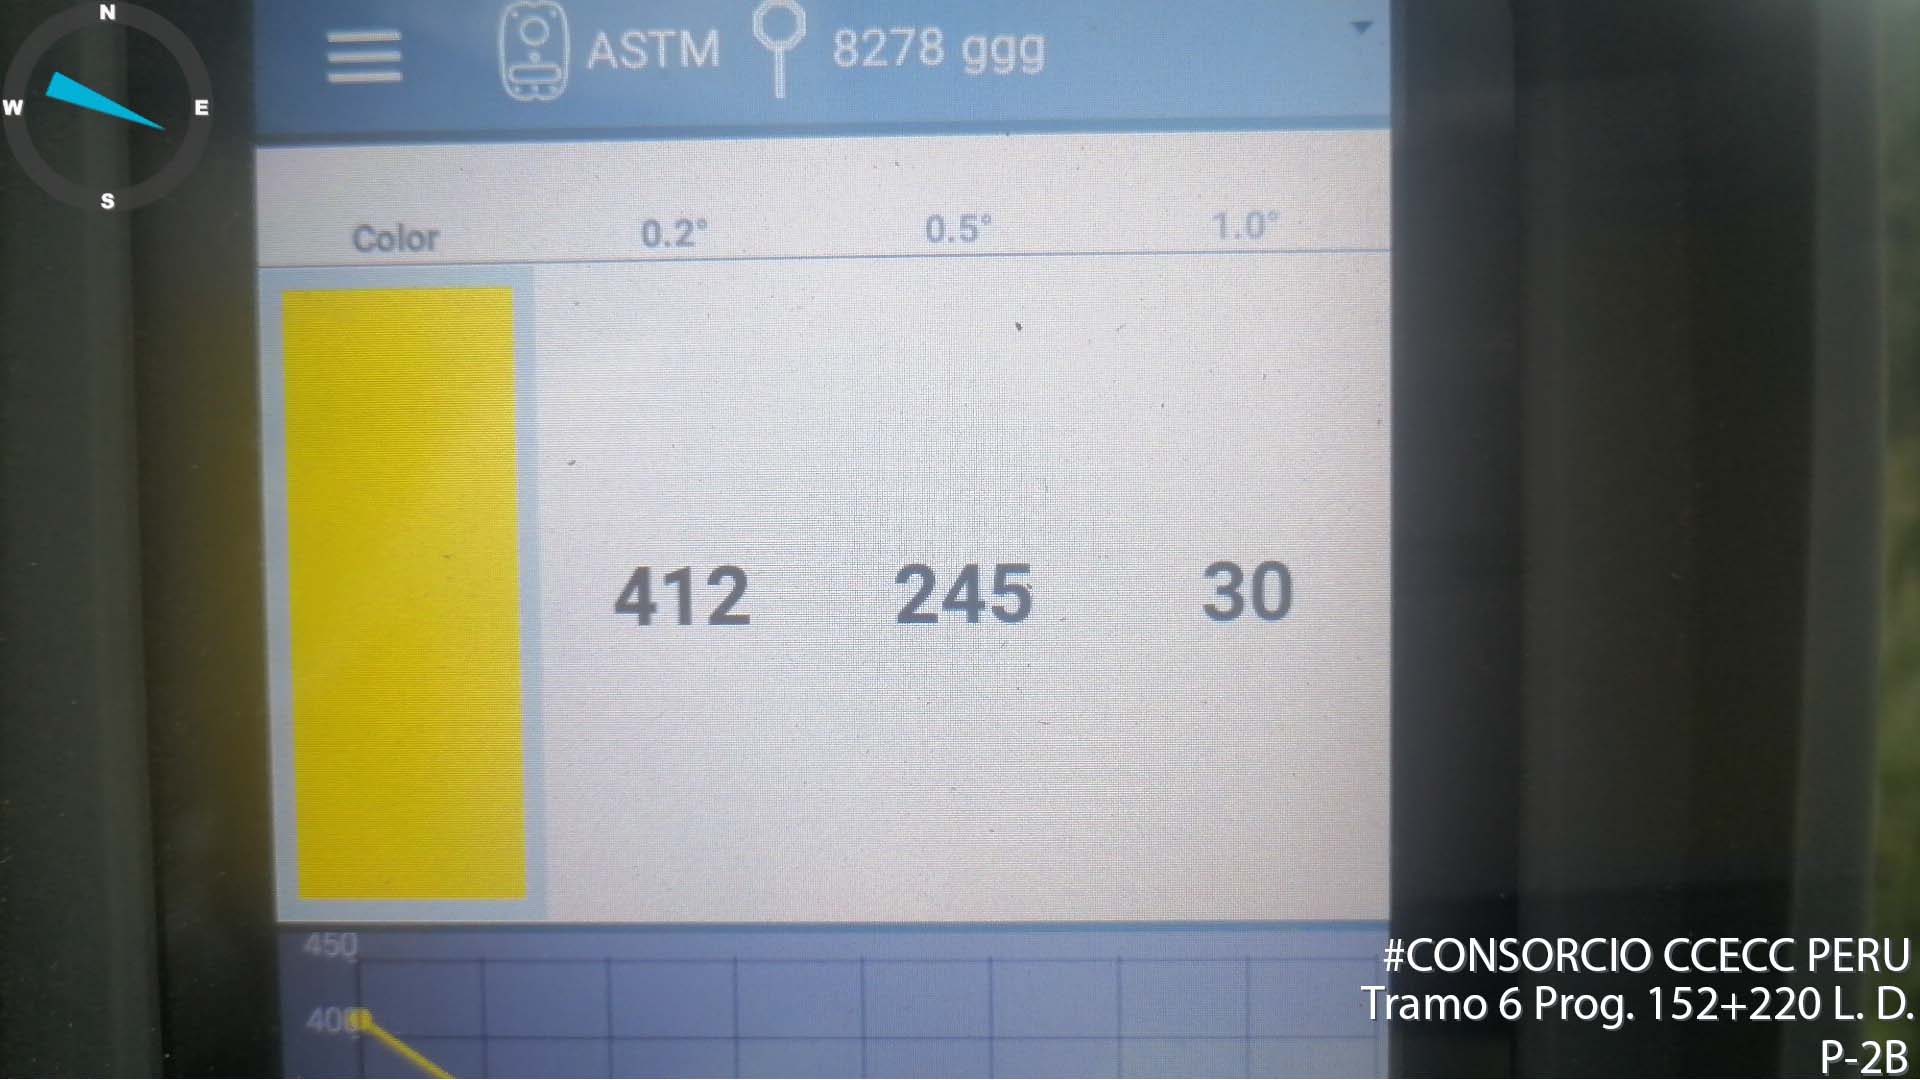 N
W
E
S
ASTM
8278 ggg
Color
0.2°
0.5°
1.0°
412
245
30
450
400
#CONSORCIO CCECC PERU
Tramo 6 Prog. 152+220 L. D.
P-2B